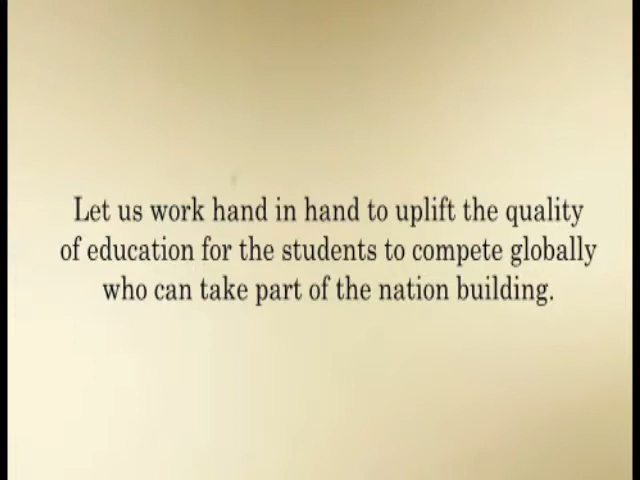 Let us work hand in hand to uplift the quality
of education for the students to compete globally
who can take part of the nation building.